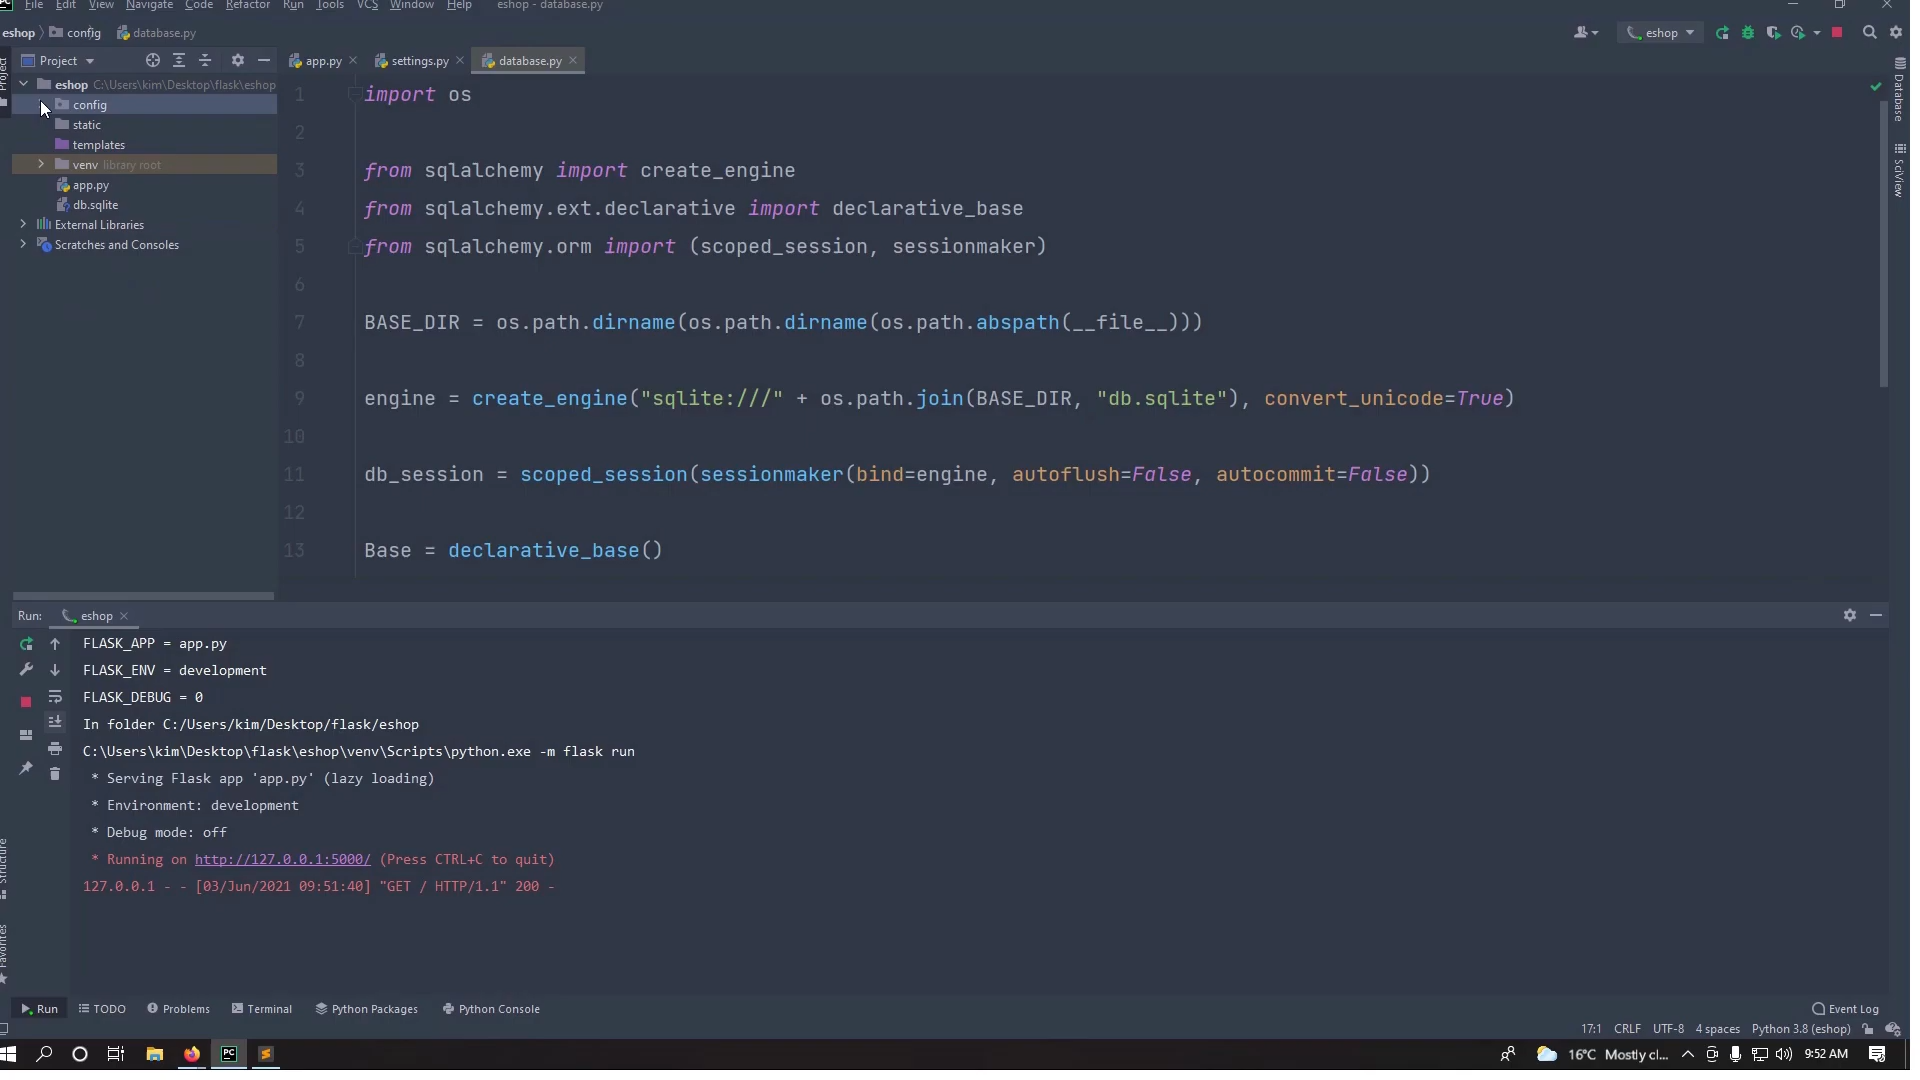 File Edit View Navigate Code Refactor Run Tools VCS Window Help eshop - database.py
eshop config database.py
eshop
Project
app.py settings.py database.py
eshop C:\Users\kim\Desktop\flask\eshop
config
static
templates
venv library root
app.py
db.sqlite
External Libraries
Scratches and Consoles
Project
1 import os
2
3 from sqlalchemy import create_engine
4 from sqlalchemy.ext.declarative import declarative_base
5 from sqlalchemy.orm import (scoped_session, sessionmaker)
6
7 BASE_DIR = os.path.dirname(os.path.dirname(os.path.abspath(__file__)))
8
9 engine = create_engine("sqlite:///" + os.path.join(BASE_DIR, "db.sqlite"), convert_unicode=True)
10
11 db_session = scoped_session(sessionmaker(bind=engine, autoflush=False, autocommit=False))
12
13 Base = declarative_base()
Database
SciView
Run: eshop
FLASK_APP = app.py
FLASK_ENV = development
FLASK_DEBUG = 0
In folder C:/Users/kim/Desktop/flask/eshop
C:\Users\kim\Desktop\flask\eshop\venv\Scripts\python.exe -m flask run
* Serving Flask app 'app.py' (lazy loading)
* Environment: development
* Debug mode: off
* Running on http://127.0.0.1:5000/ (Press CTRL+C to quit)
127.0.0.1 - - [03/Jun/2021 09:51:40] "GET / HTTP/1.1" 200 -
Structure
Favorites
Run TODO Problems Terminal Python Packages Python Console Event Log
17:1 CRLF UTF-8 4 spaces Python 3.8 (eshop)
PC 16°C Mostly cl... 9:52 AM